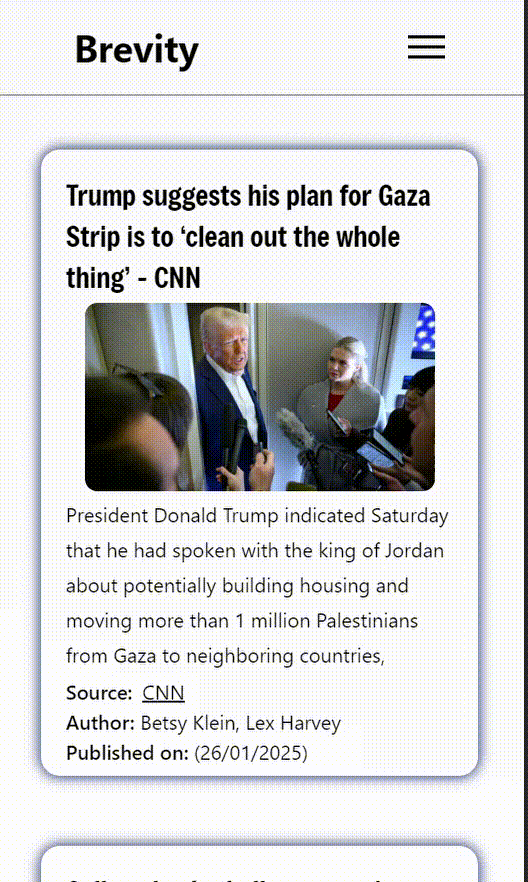 Brevity
Trump suggests his plan for Gaza
Strip is to ‘clean out the whole
thing’ - CNN
President Donald Trump indicated Saturday
that he had spoken with the king of Jordan
about potentially building housing and
moving more than 1 million Palestinians
from Gaza to neighboring countries,
Source: CNN
Author: Betsy Klein, Lex Harvey
Published on: (26/01/2025)